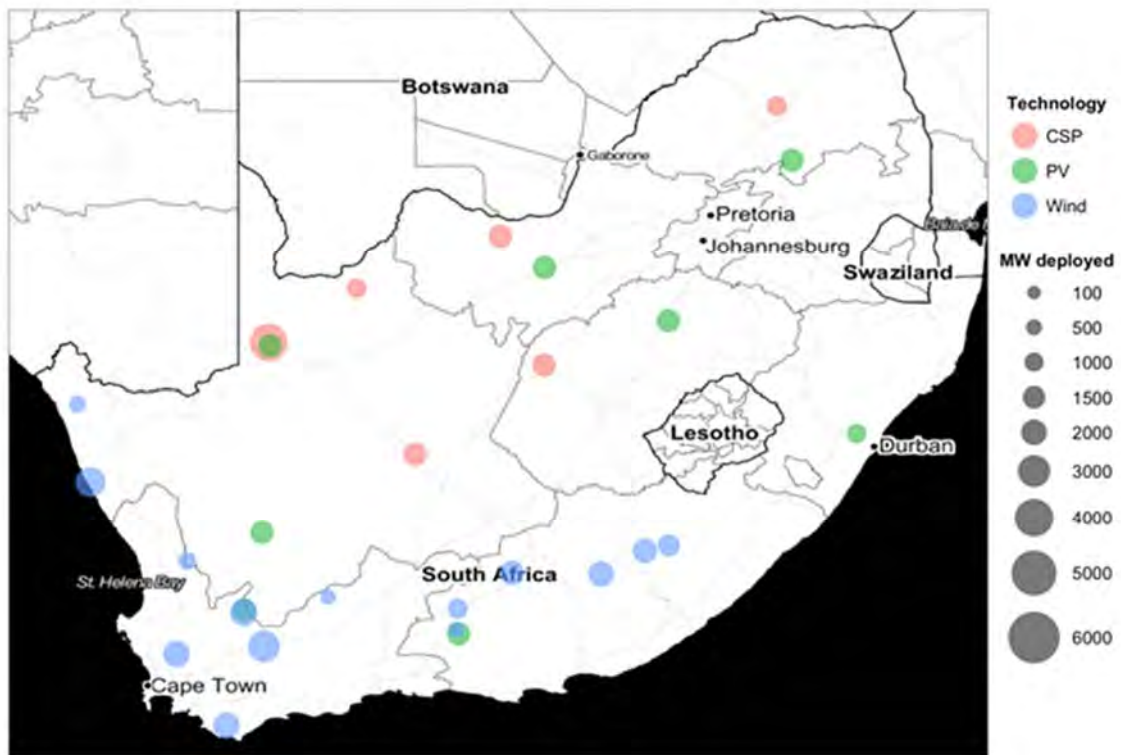 Botswana
Gaborone
Pretoria
Johannesburg
Swaziland
Lesotho
Durban
St. Helena Bay
South Africa
Cape Town
Technology
CSP
PV
Wind
MW deployed
100
500
1000
1500
2000
3000
4000
5000
6000